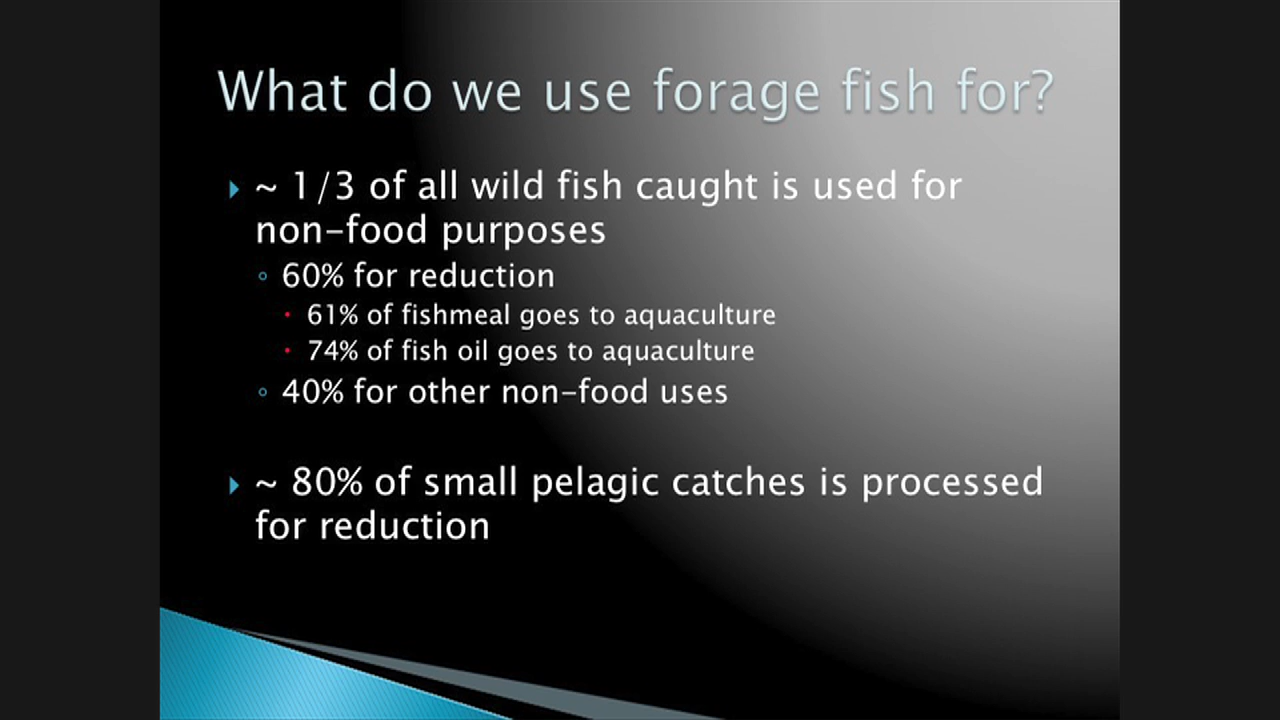 What do we use forage fish for?
~ 1/3 of all wild fish caught is used for
non-food purposes
60% for reduction
61% of fishmeal goes to aquaculture
74% of fish oil goes to aquaculture
40% for other non-food uses
~ 80% of small pelagic catches is processed
for reduction